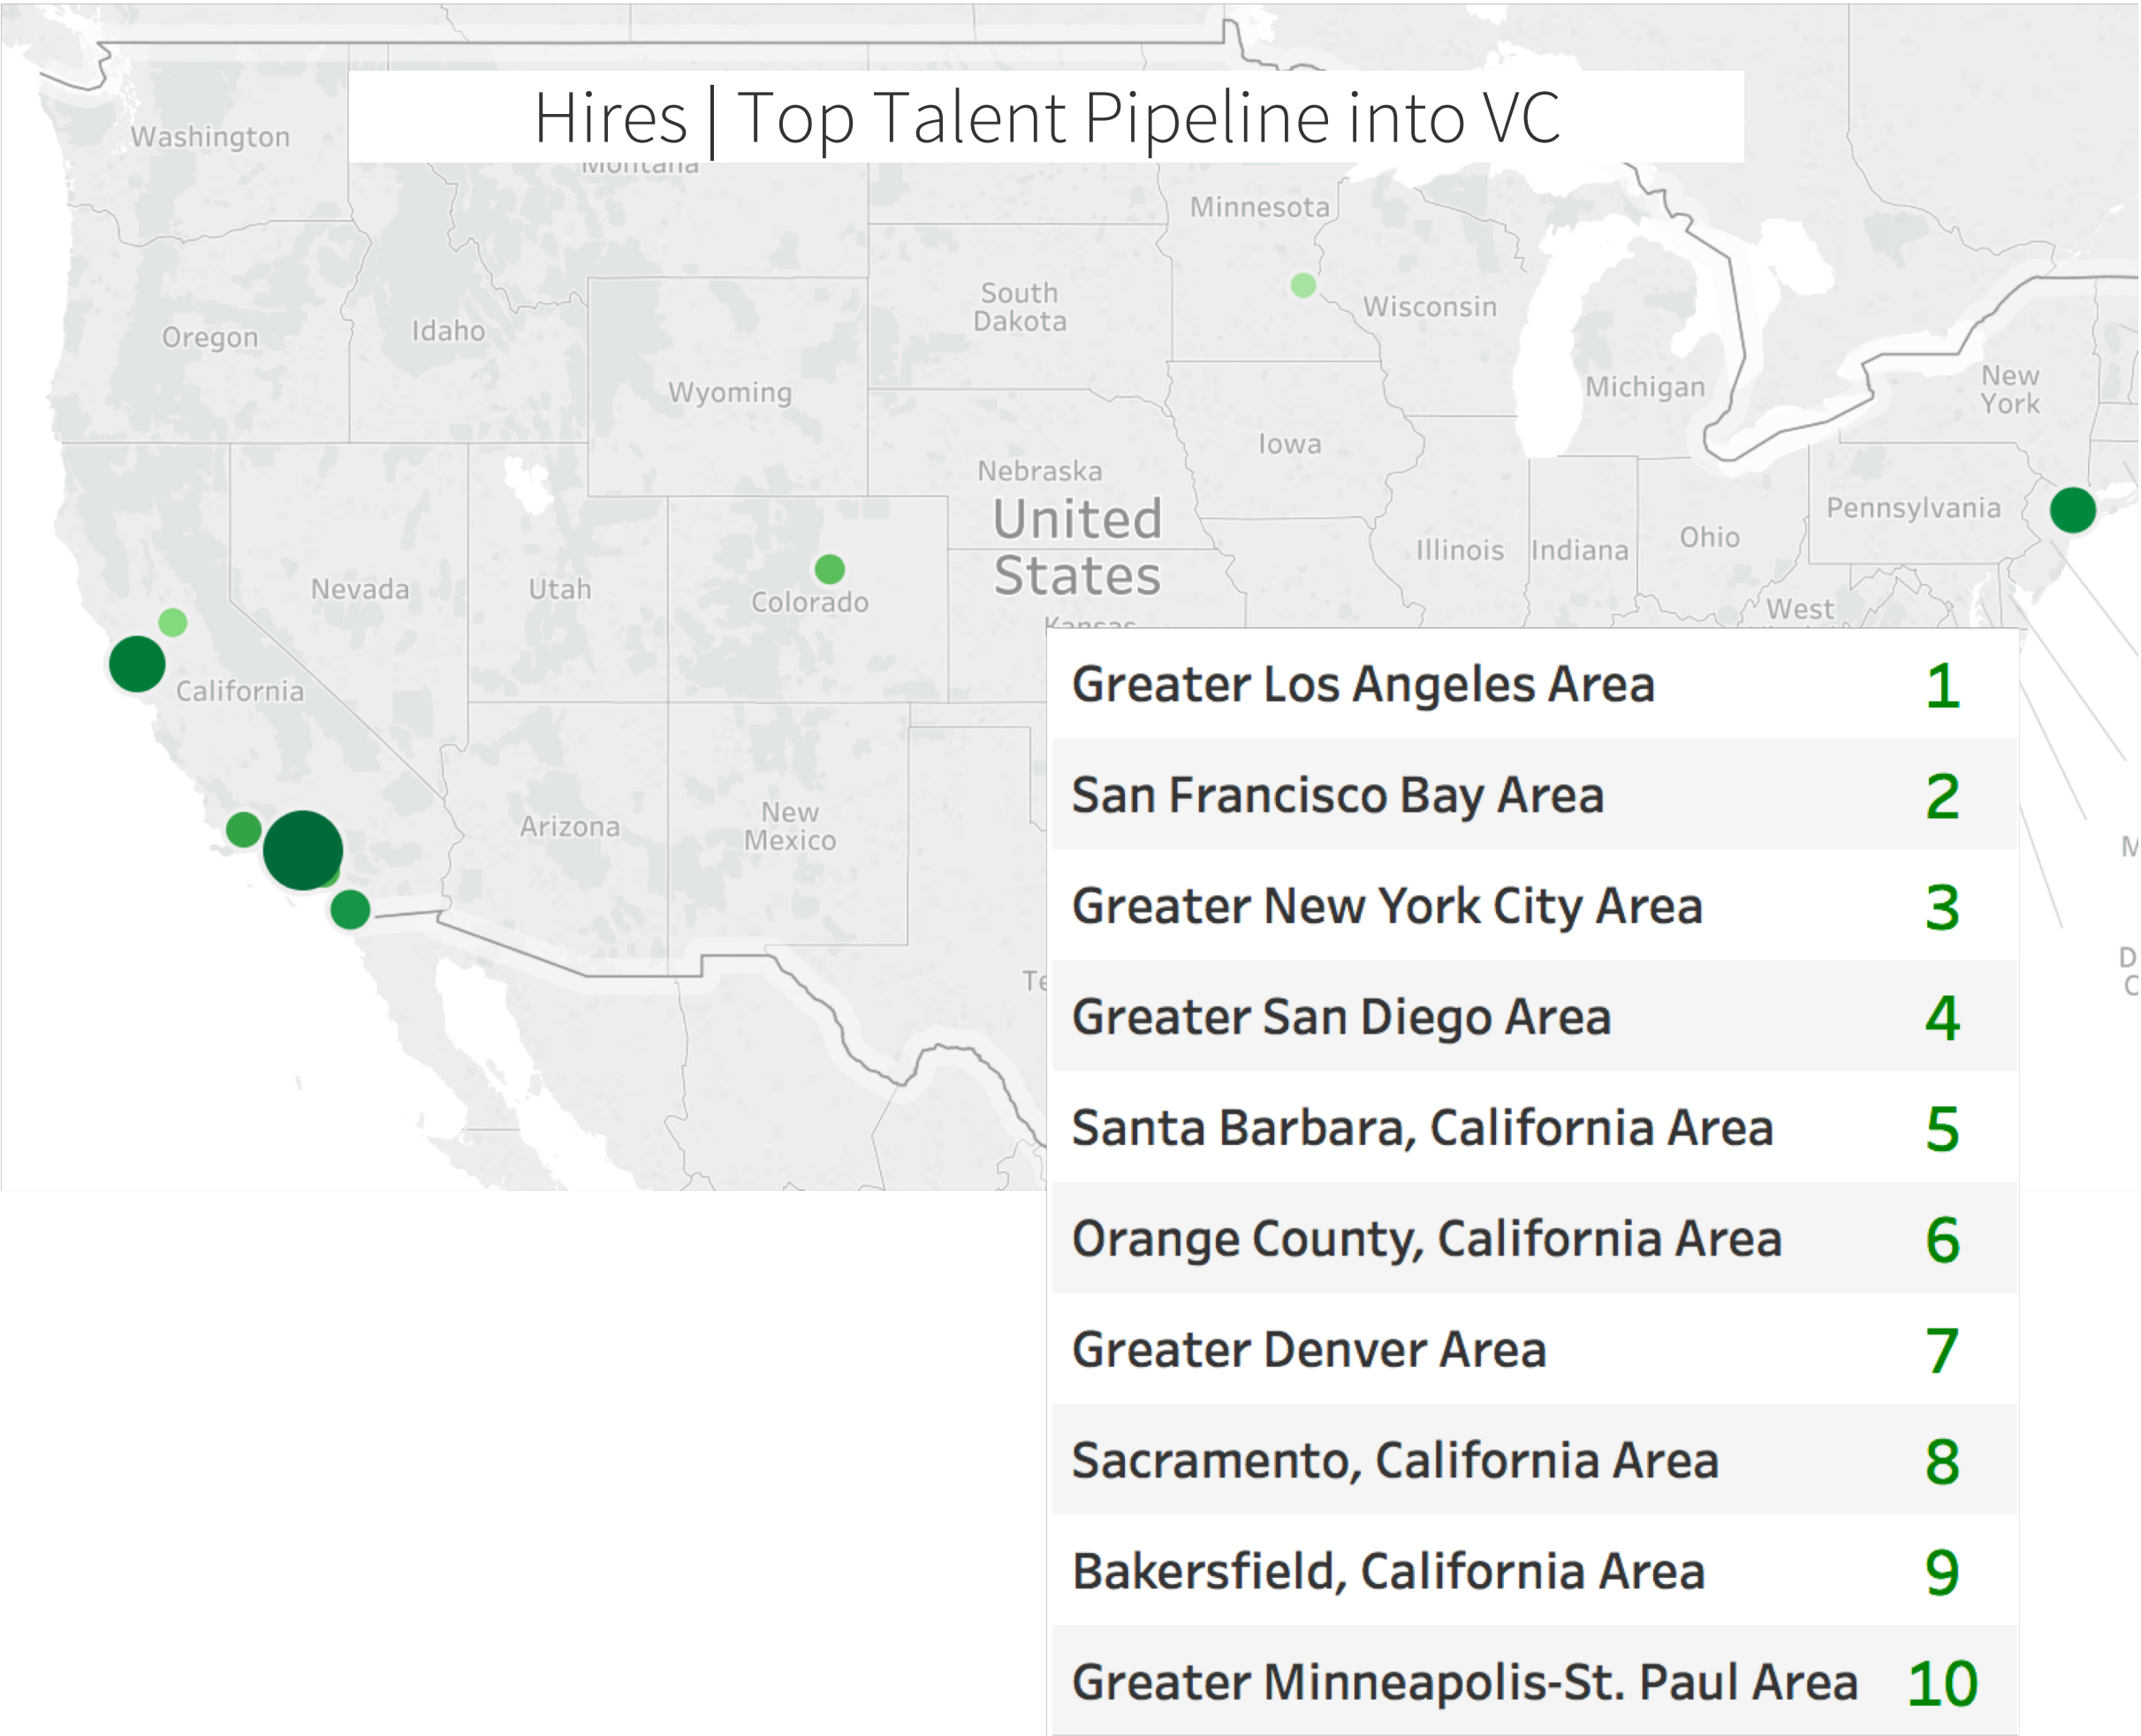 Hires | Top Talent Pipeline into VC
Washington
Montana
Minnesota
South
Dakota
Wisconsin
Oregon
Idaho
Wyoming
Michigan
New
York
Iowa
Nebraska
United
States
Pennsylvania
Ohio
Illinois
Indiana
Nevada
Utah
Colorado
Kansas
West
California
Arizona
New
Mexico
Greater Los Angeles Area 1
San Francisco Bay Area 2
Greater New York City Area 3
Greater San Diego Area 4
Santa Barbara, California Area 5
Orange County, California Area 6
Greater Denver Area 7
Sacramento, California Area 8
Bakersfield, California Area 9
Greater Minneapolis-St. Paul Area 10